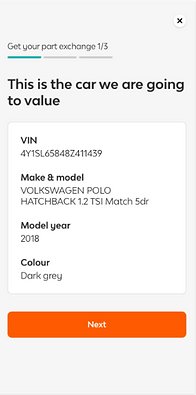 Get your part exchange 1/3
This is the car we are going
to value
VIN
4Y1SL65848Z411439
Make & model
VOLKSWAGEN POLO
HATCHBACK 1.2 TSI Match 5dr
Model year
2018
Colour
Dark grey
Next